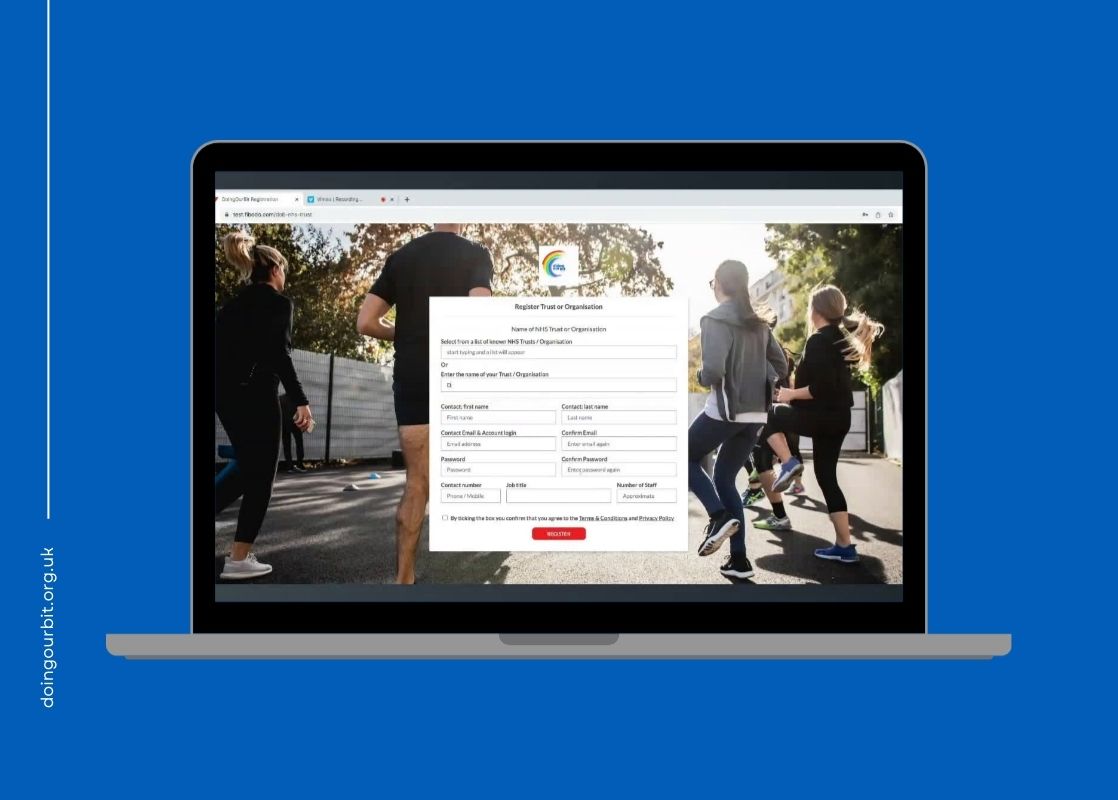 DoingOurBit Registration
Vimeo | Recording...
test.fibodo.com/dob-nhs-trust
doing
our bit
Register Trust or Organisation
Name of NHS Trust or Organisation
Select from a list of known NHS Trusts / Organisation
start typing and a list will appear
Or
Enter the name of your Trust / Organisation
Contact: first name Contact: last name
First name Last name
Contact Email & Account login Confirm Email
Email address Enter email again
Password Confirm Password
Password Enter password again
Contact number Job title Number of Staff
Phone / Mobile Approximate
By ticking the box you confirm that you agree to the Terms & Conditions and Privacy Policy
REGISTER
doingourbit.org.uk